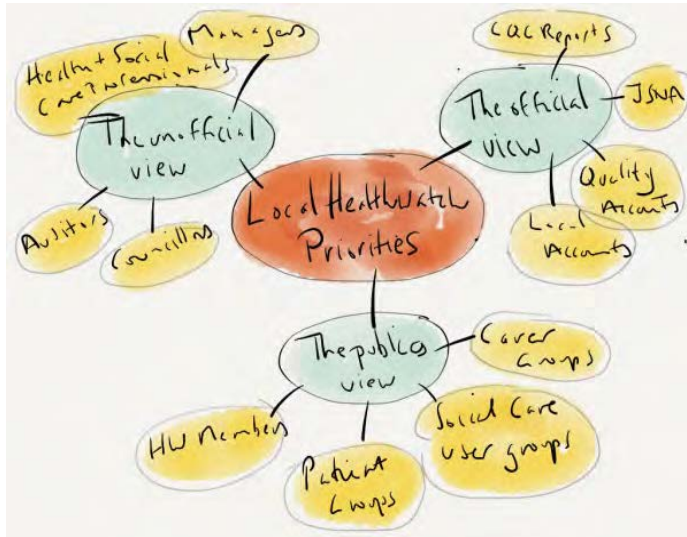 Managers
Health + Social
Care Professionals
The unofficial
view
Auditors
Councillors
CQC Reports
The official
view
JSNA
Quality
Accounts
Local
Accounts
Local HealthWatch
Priorities
The publics
view
Carer
Groups
Social Care
user groups
HW Members
Patient
Groups